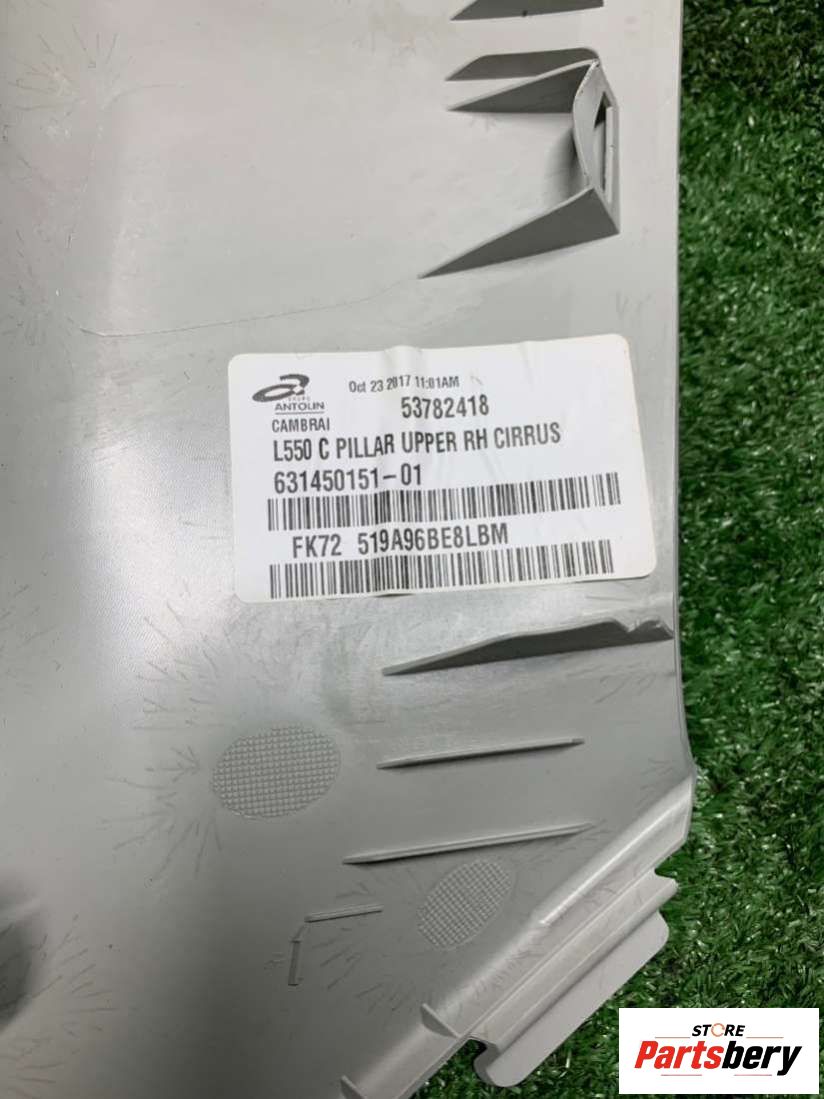 Oct 23 2017 11:01AM
GRUPO
ANTOLIN
53782418
CAMBRAI
L550 C PILLAR UPPER RH CIRRUS
631450151-01
FK72 519A96BE8LBM
STORE
Partsbery